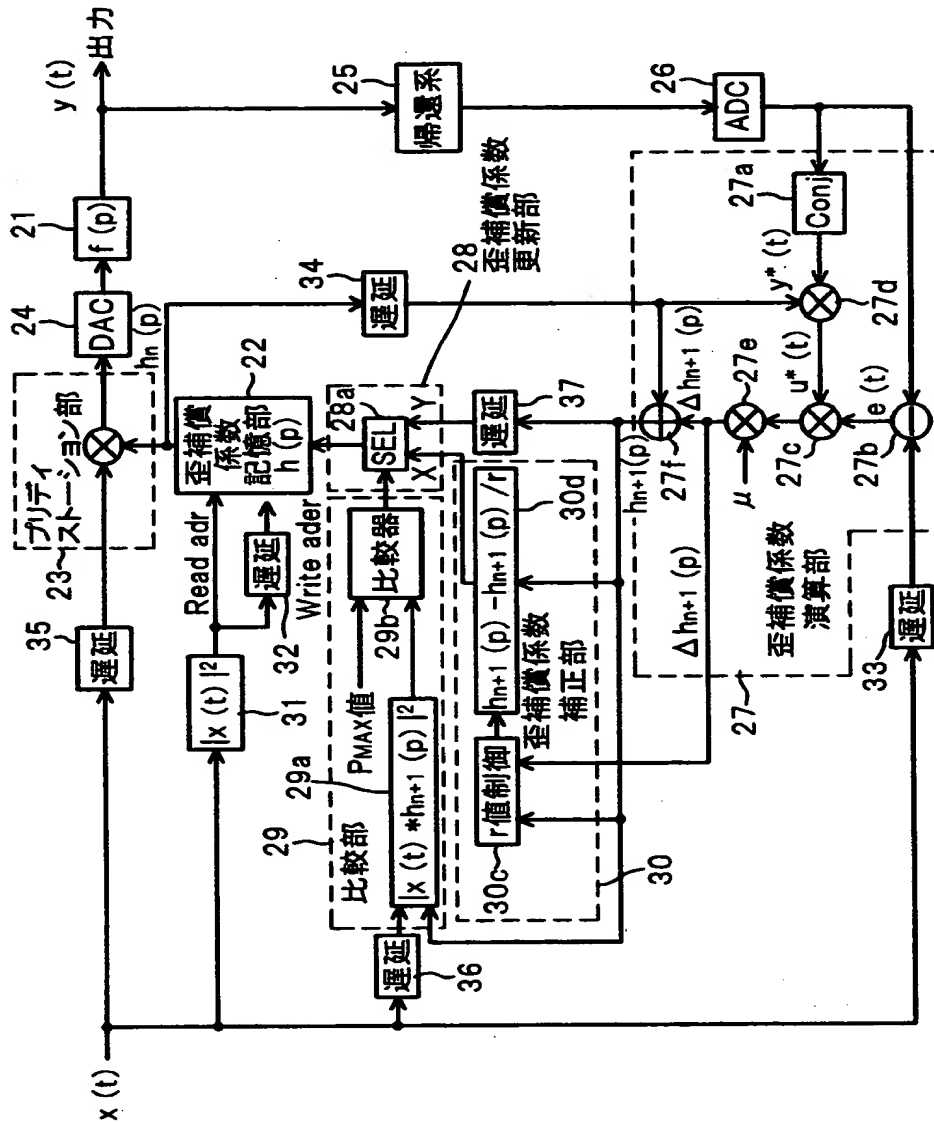 x(t)
35
遅延
23
プリディ
ストーション部
hn(p)
24
DAC
21
f(p)
y(t)
出力
|x(t)|²
31
Read adr
遅延
32
Write ader
歪補償
係数
記憶部
h(p)
22
34
遅延
25
帰還系
26
ADC
28
歪補償係数
更新部
28a
SEL
X
Y
29
比較部
29a
|x(t)*hn+1(p)|²
PMAX値
比較器
29b
遅延
36
遅延
37
30
30c
r値制御
歪補償係数
補正部
hn+1(p)-hn+1(p)/r
30d
hn+1(p)
27f
Δhn+1(p)
Δhn+1(p)
27e
μ
27c
u*(t)
27d
y*(t)
Conj
27a
e(t)
27b
27
歪補償係数
演算部
33
遅延
x(t)